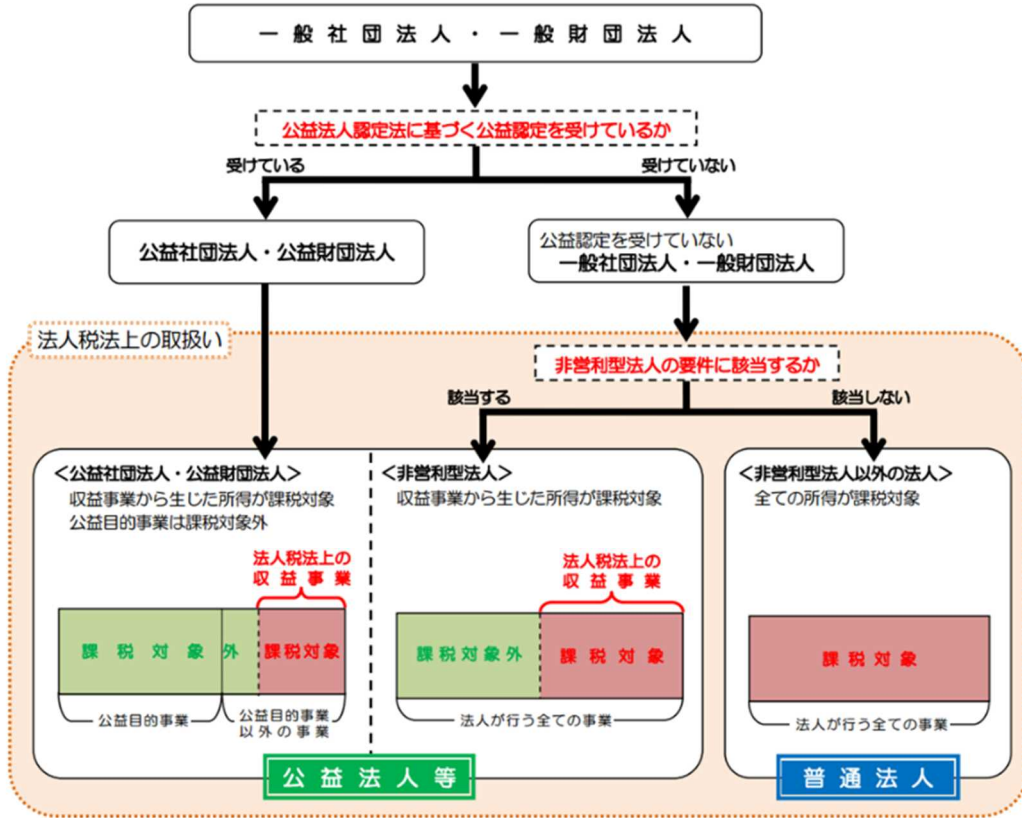 一般社団法人・一般財団法人
公益法人認定法に基づく公益認定を受けているか
受けている
受けていない
公益社団法人・公益財団法人
公益認定を受けていない
一般社団法人・一般財団法人
法人税法上の取扱い
非営利型法人の要件に該当するか
該当する
該当しない
＜公益社団法人・公益財団法人＞
収益事業から生じた所得が課税対象
公益目的事業は課税対象外
法人税法上の
収益事業
課税対象外
課税対象
公益目的事業
公益目的事業
以外の事業
＜非営利型法人＞
収益事業から生じた所得が課税対象
法人税法上の
収益事業
課税対象外
課税対象
法人が行う全ての事業
公益法人等
＜非営利型法人以外の法人＞
全ての所得が課税対象
課税対象
法人が行う全ての事業
普通法人